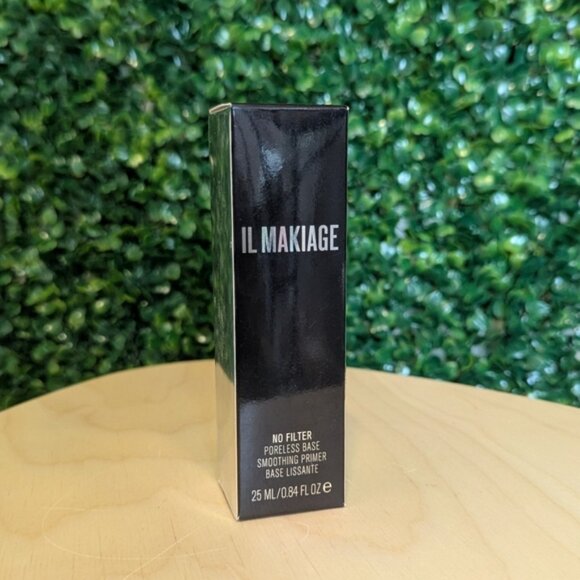 IL MAKIAGE
NO FILTER
PORELESS BASE
SMOOTHING PRIMER
BASE LISSANTE
25 ML/0.84 FL OZ ℮